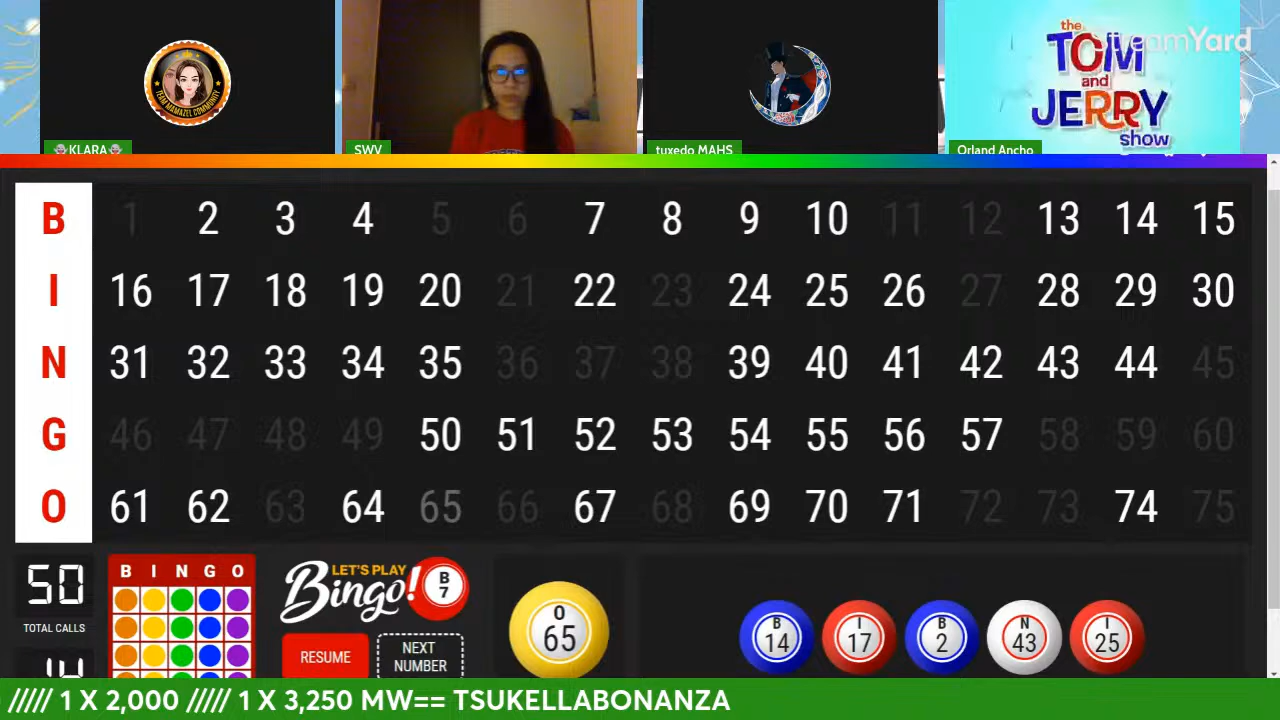 the
TOM
and
JERRY
show
StreamYard
TEAM MAMAZEL COMMUNITY
👻KLARA👻
SWV
tuxedo MAHS
Orland Ancho
B 1 2 3 4 5 6 7 8 9 10 11 12 13 14 15
I 16 17 18 19 20 21 22 23 24 25 26 27 28 29 30
N 31 32 33 34 35 36 37 38 39 40 41 42 43 44 45
G 46 47 48 49 50 51 52 53 54 55 56 57 58 59 60
O 61 62 63 64 65 66 67 68 69 70 71 72 73 74 75
50
TOTAL CALLS
14
B I N G O
LET'S PLAY
Bingo!
B
7
RESUME
NEXT
NUMBER
O
65
B
14
I
17
B
2
N
43
I
25
///// 1 X 2,000 ///// 1 X 3,250 MW== TSUKELLABONANZA